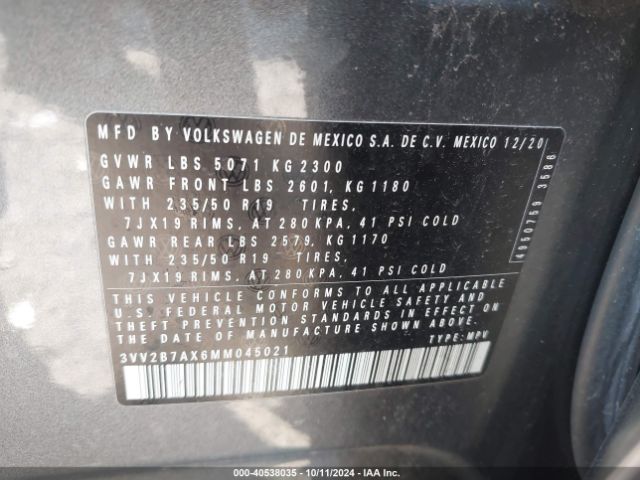 MFD BY VOLKSWAGEN DE MEXICO S.A. DE C.V. MEXICO 12/20
GVWR LBS 5071 KG 2300
GAWR FRONT LBS 2601, KG 1180
WITH 235/50 R19 TIRES,
7JX19 RIMS, AT 280 KPA, 41 PSI COLD
GAWR REAR LBS 2579, KG 1170
WITH 235/50 R19 TIRES,
7JX19 RIMS, AT 280 KPA, 41 PSI COLD
THIS VEHICLE CONFORMS TO ALL APPLICABLE
U.S. FEDERAL MOTOR VEHICLE SAFETY AND
THEFT PREVENTION STANDARDS IN EFFECT ON
THE DATE OF MANUFACTURE SHOWN ABOVE.
3VV2B7AX6MM045021 TYPE: MPV
4950759 3586
000-40538035 - 10/11/2024 - IAA Inc.